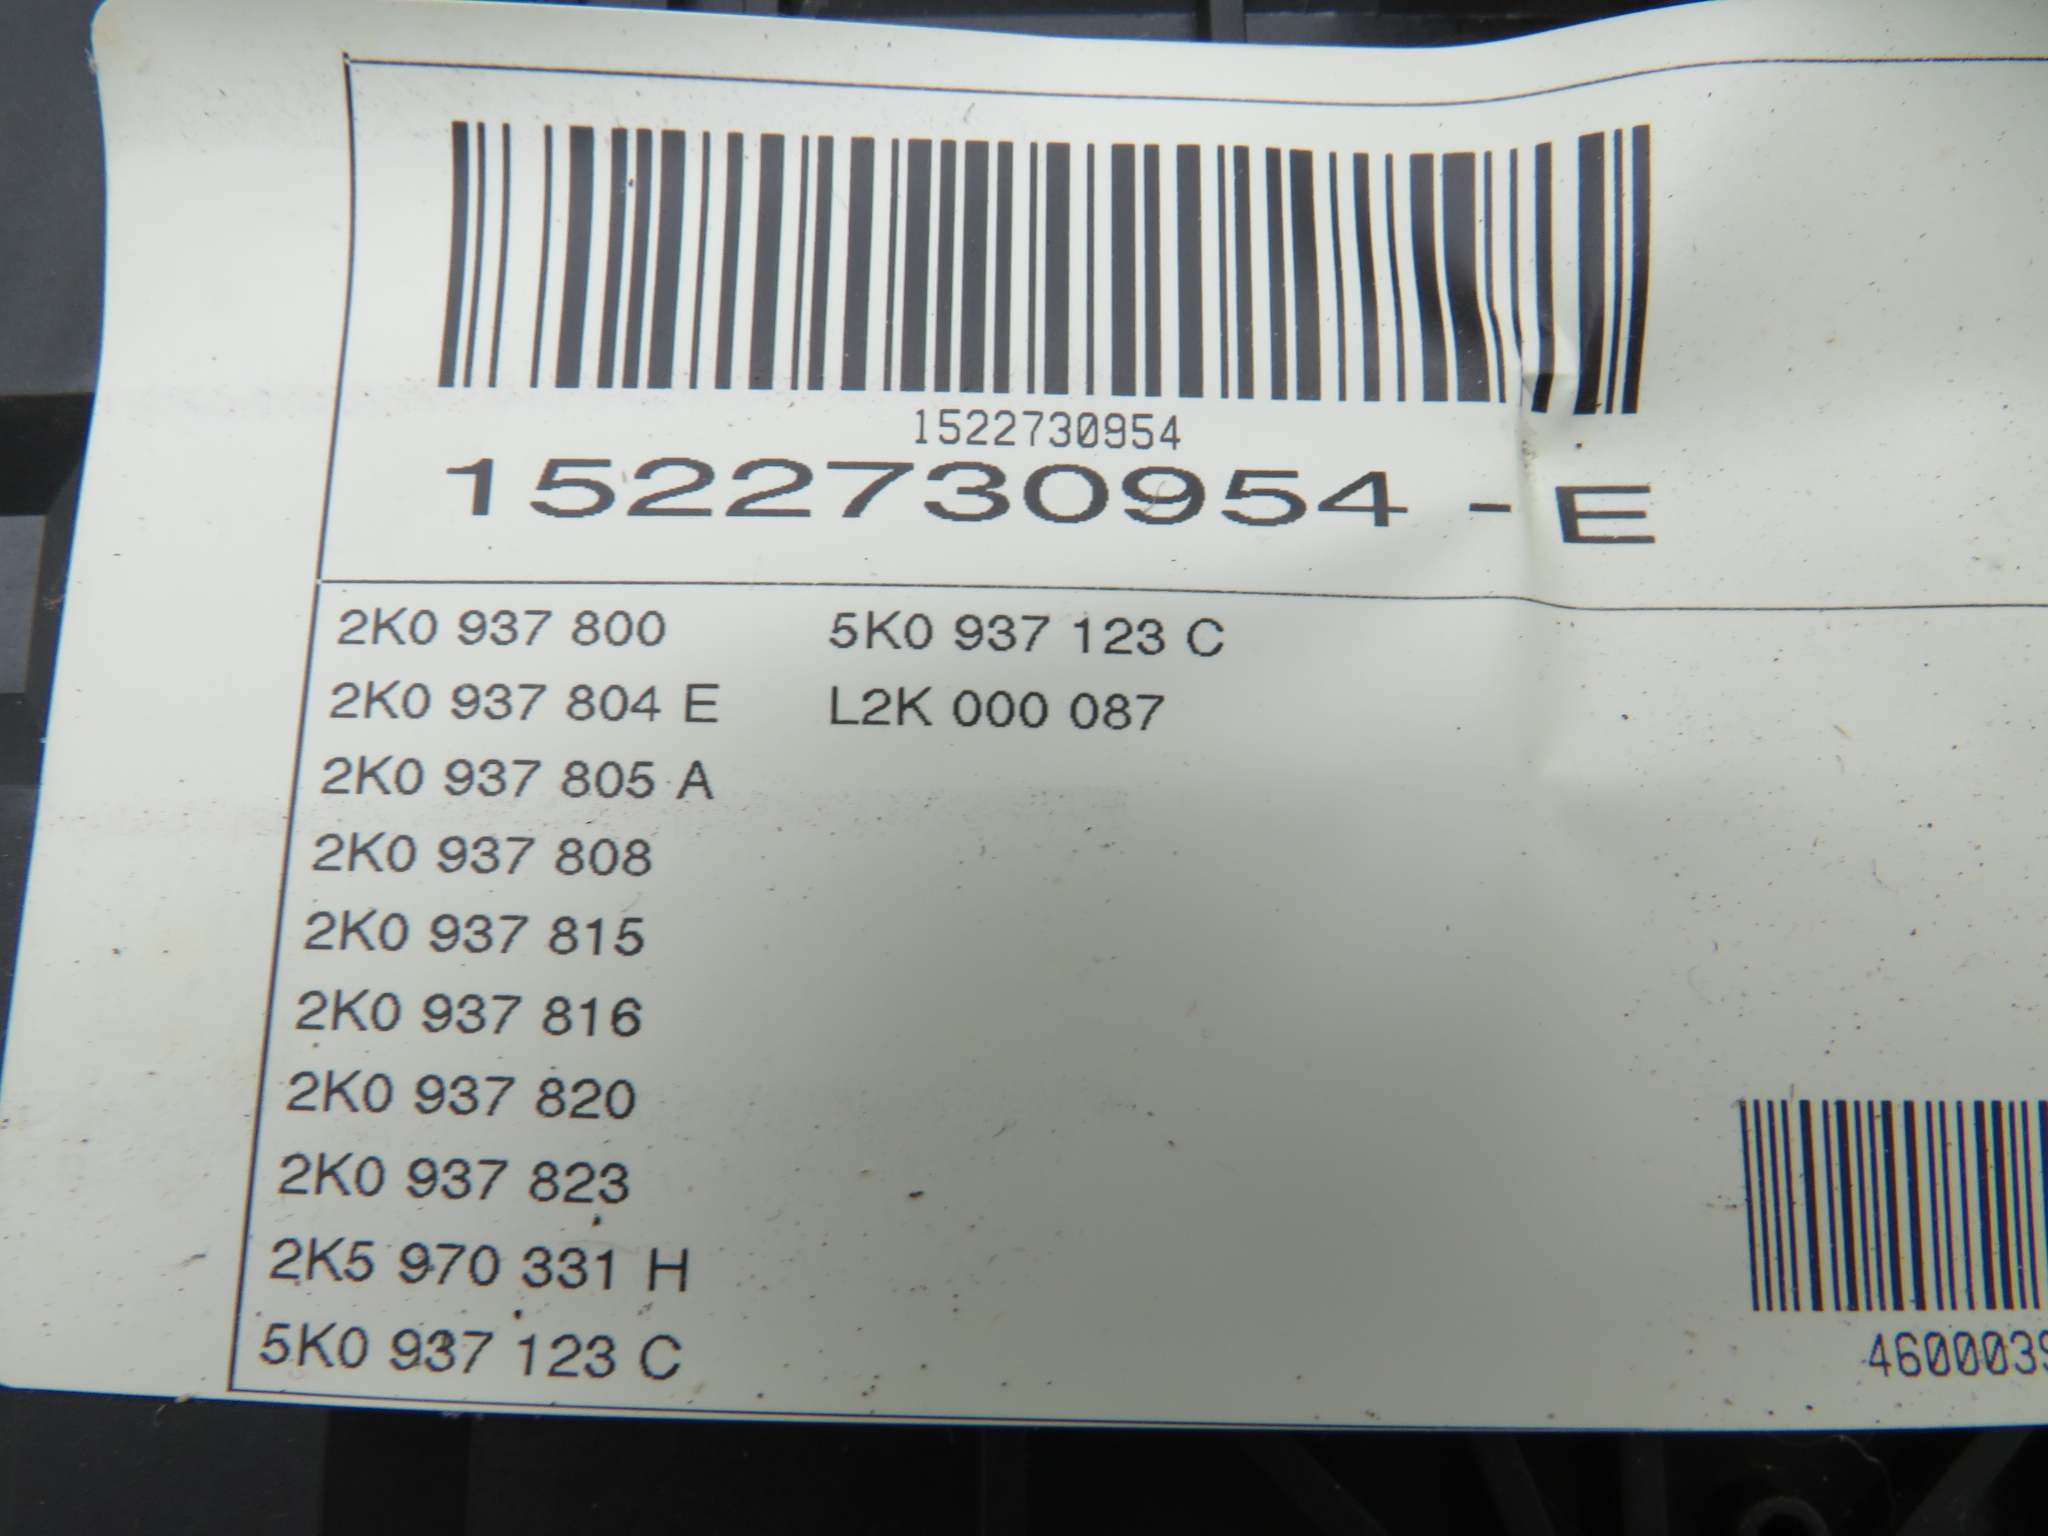 1522730954
1522730954 - E
2K0 937 800 5K0 937 123 C
2K0 937 804 E L2K 000 087
2K0 937 805 A
2K0 937 808
2K0 937 815
2K0 937 816
2K0 937 820
2K0 937 823
2K5 970 331 H
5K0 937 123 C